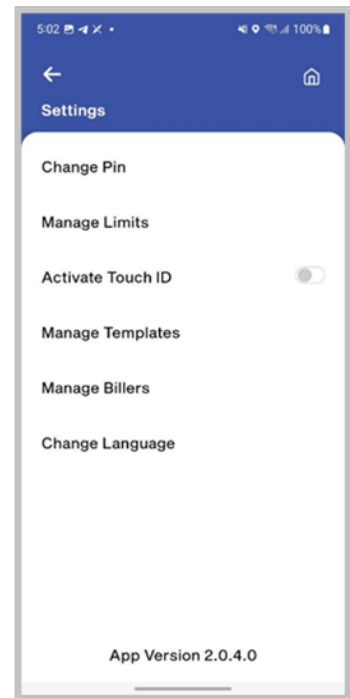 5:02 100%
Settings
Change Pin
Manage Limits
Activate Touch ID
Manage Templates
Manage Billers
Change Language
App Version 2.0.4.0